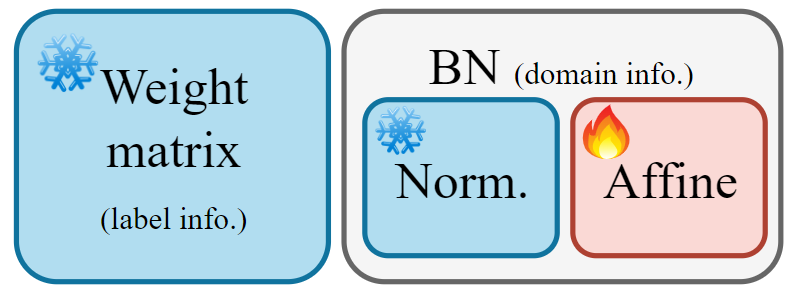 Weight
matrix
(label info.)
BN (domain info.)
Norm.
Affine